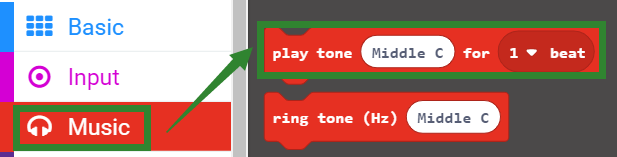 Basic
Input
Music
play tone Middle C for 1 beat
ring tone (Hz) Middle C